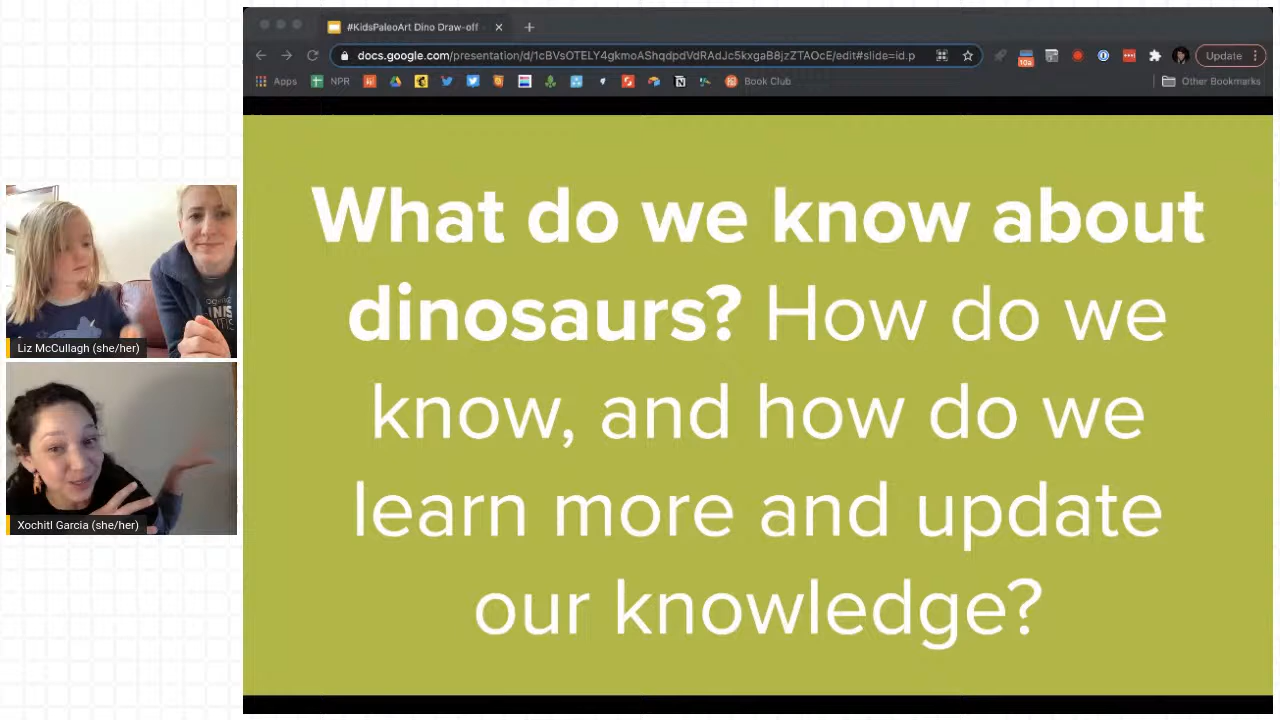 #KidsPaleoArt Dino Draw-off
docs.google.com/presentation/d/1cBVsOTELY4gkmoAShqdpdVdRAdJc5kxgaB8jzZTAOcE/edit#slide=id.p
Update
Apps
NPR
Book Club
Other Bookmarks
What do we know about
dinosaurs? How do we
know, and how do we
learn more and update
our knowledge?
Liz McCullagh (she/her)
Xochitl Garcia (she/her)